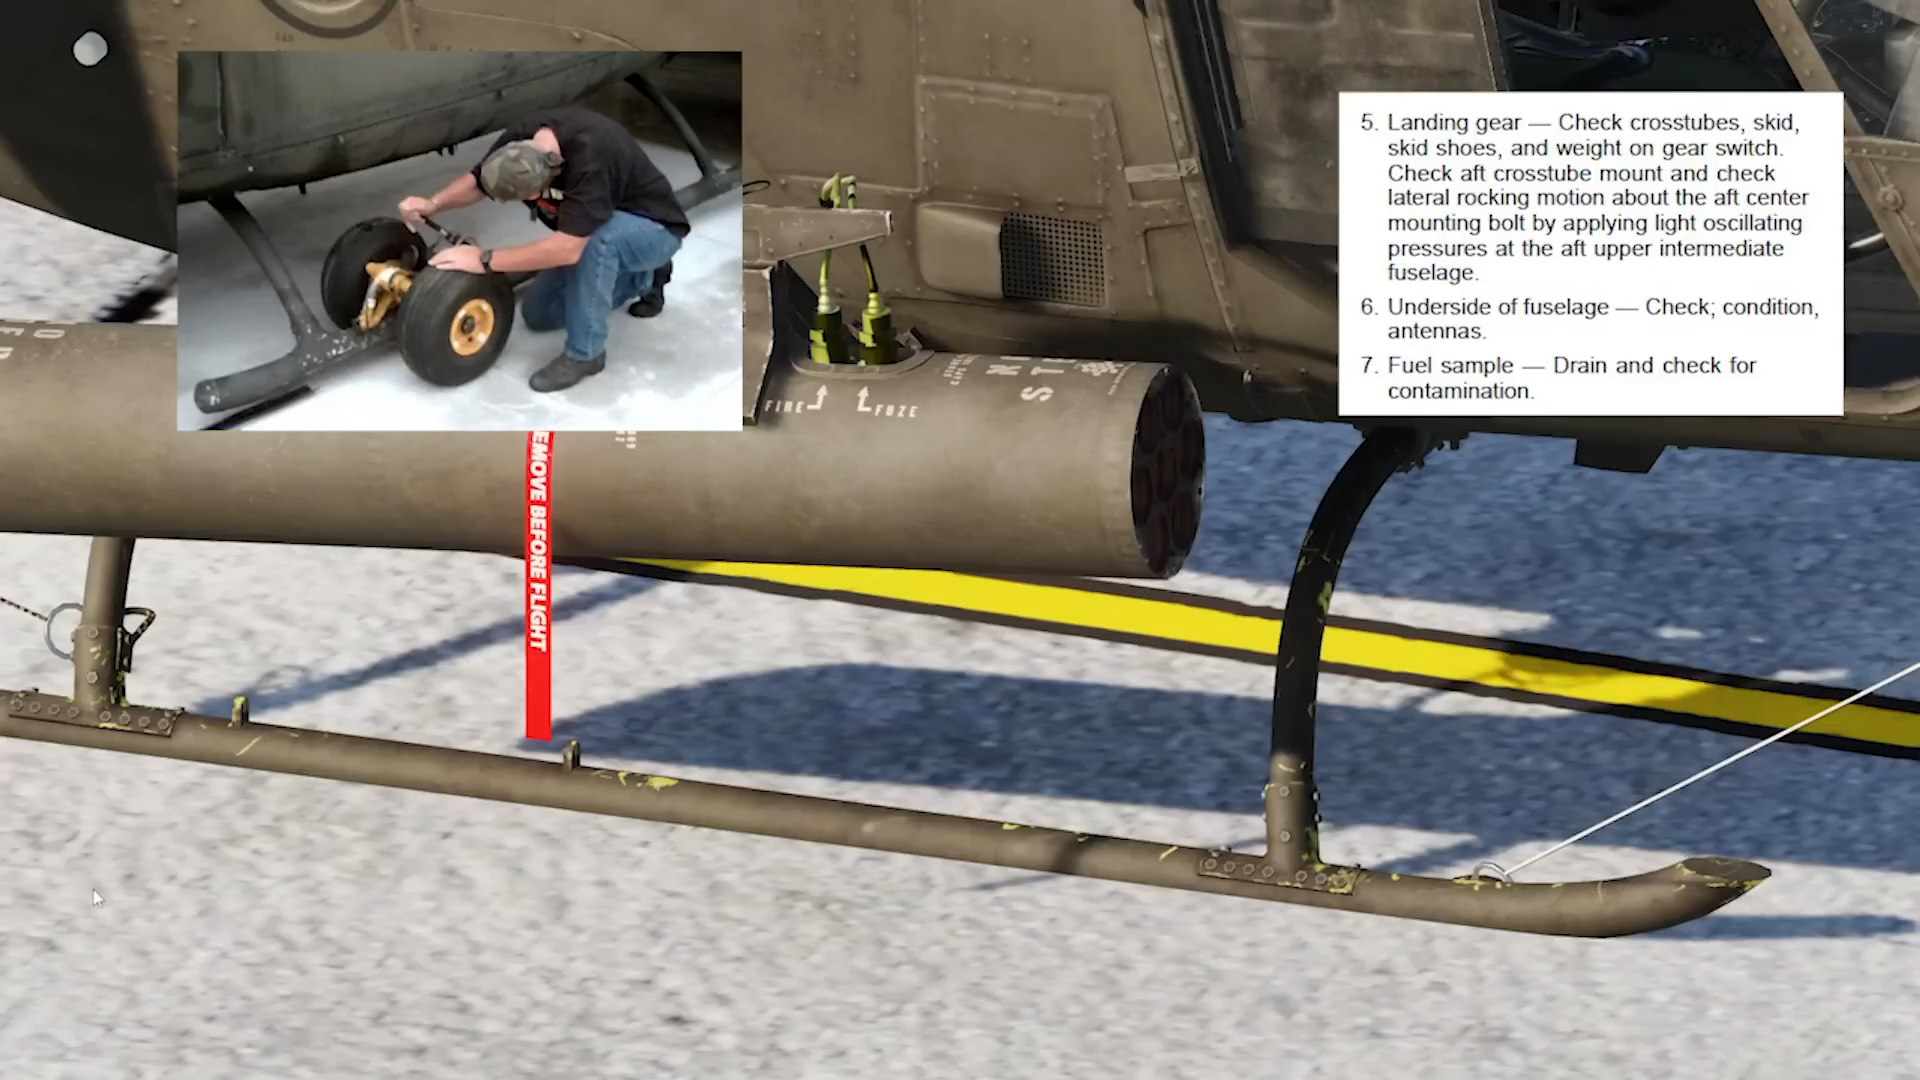 5. Landing gear — Check crosstubes, skid,
skid shoes, and weight on gear switch.
Check aft crosstube mount and check
lateral rocking motion about the aft center
mounting bolt by applying light oscillating
pressures at the aft upper intermediate
fuselage.
6. Underside of fuselage — Check; condition,
antennas.
7. Fuel sample — Drain and check for
contamination.
FIRE
FUZE
EMOVE BEFORE FLIGHT